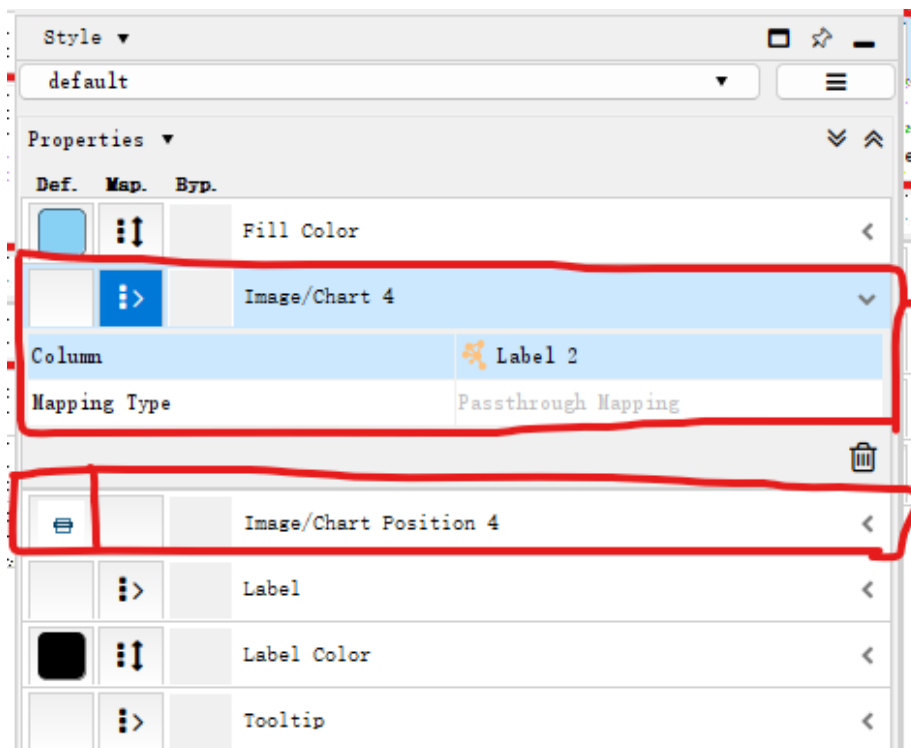 Style
default
Properties
Def. Map. Byp.
Fill Color
Image/Chart 4
Column Label 2
Mapping Type Passthrough Mapping
Image/Chart Position 4
Label
Label Color
Tooltip